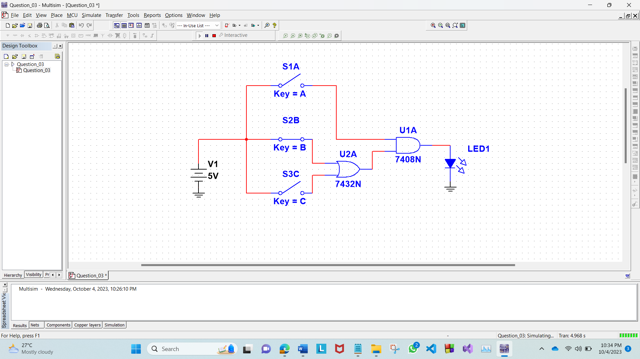 Question_03 - Multisim - [Question_03 *]
File Edit View Place MCU Simulate Transfer Tools Reports Options Window Help
--- In-Use List ---
Interactive
Design Toolbox
Question_03
Question_03
S1A
Key = A
S2B
Key = B
S3C
Key = C
V1
5V
U2A
7432N
U1A
7408N
LED1
Hierarchy Visibility Pr
Question_03 *
Multisim - Wednesday, October 4, 2023, 10:26:10 PM
Spreadsheet Vie
Results Nets Components Copper layers Simulation
For Help, press F1
Question_03: Simulating...
Tran: 4.968 s
27°C
Mostly cloudy
Search
10:34 PM
10/4/2023